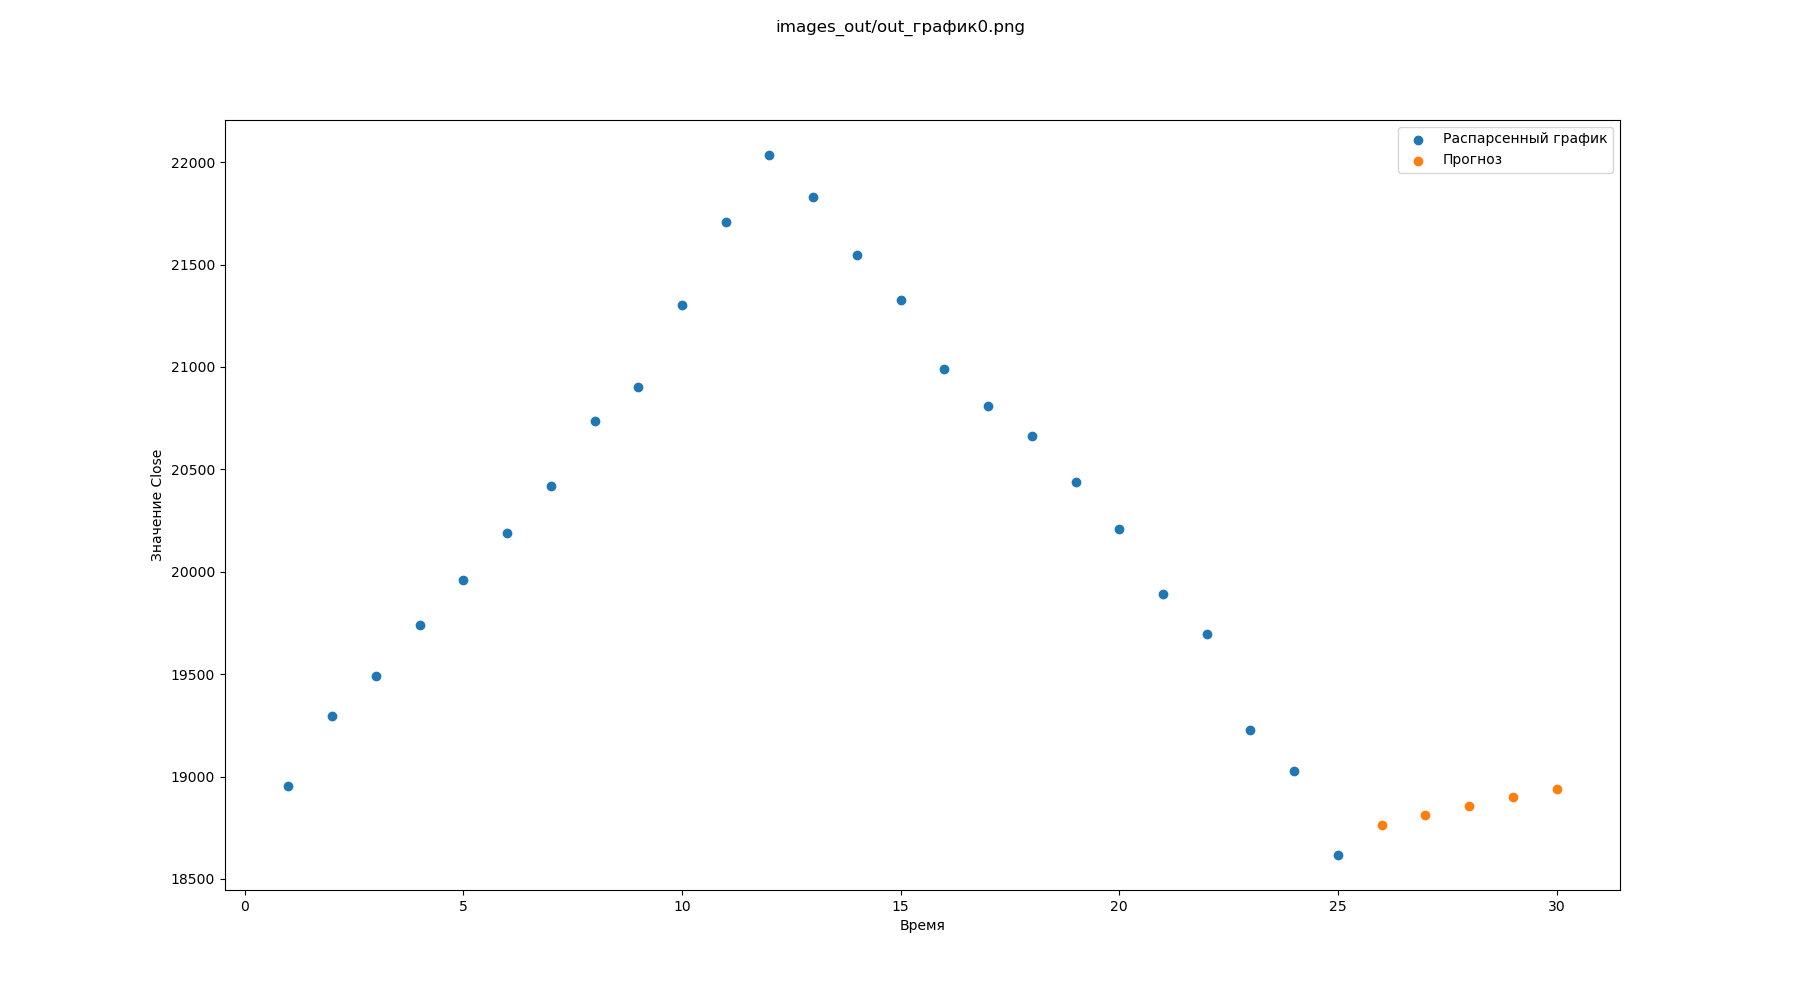 images_out/out_график0.png
Распарсенный график
Прогноз
22000
21500
21000
20500
20000
19500
19000
18500
Значение Close
0 5 10 15 20 25 30
Время